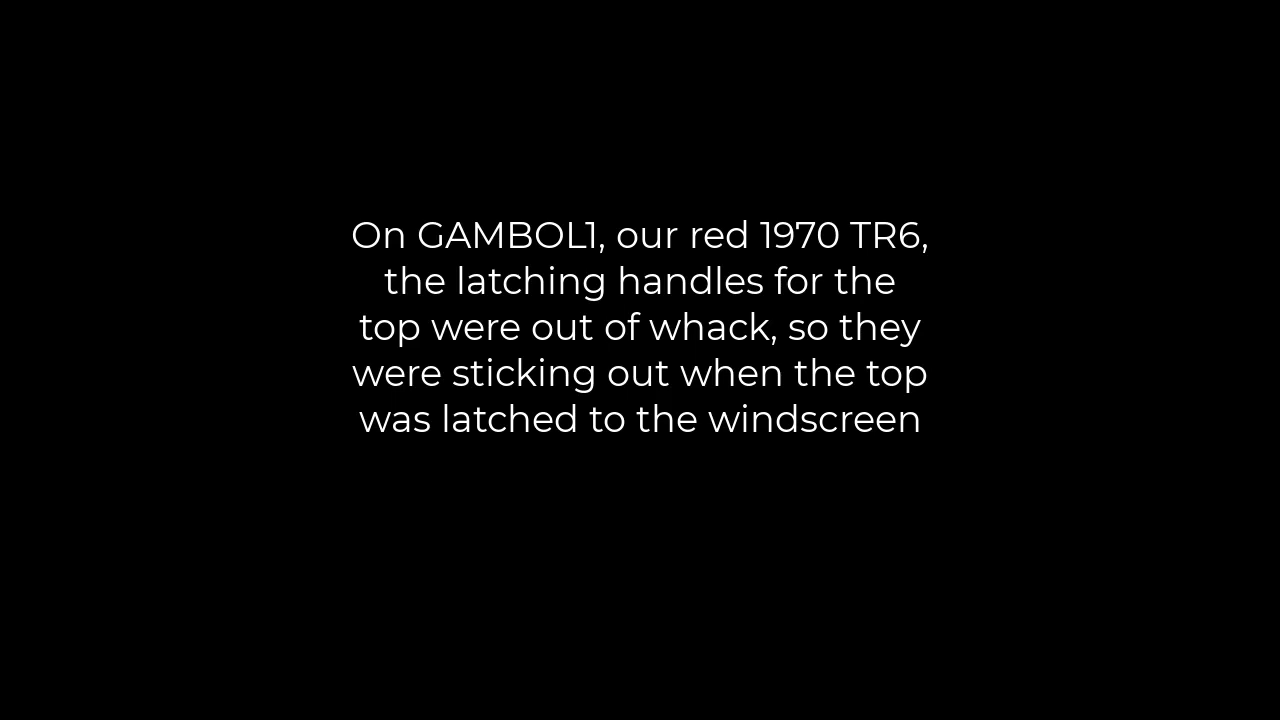 On GAMBOL1, our red 1970 TR6,
the latching handles for the
top were out of whack, so they
were sticking out when the top
was latched to the windscreen